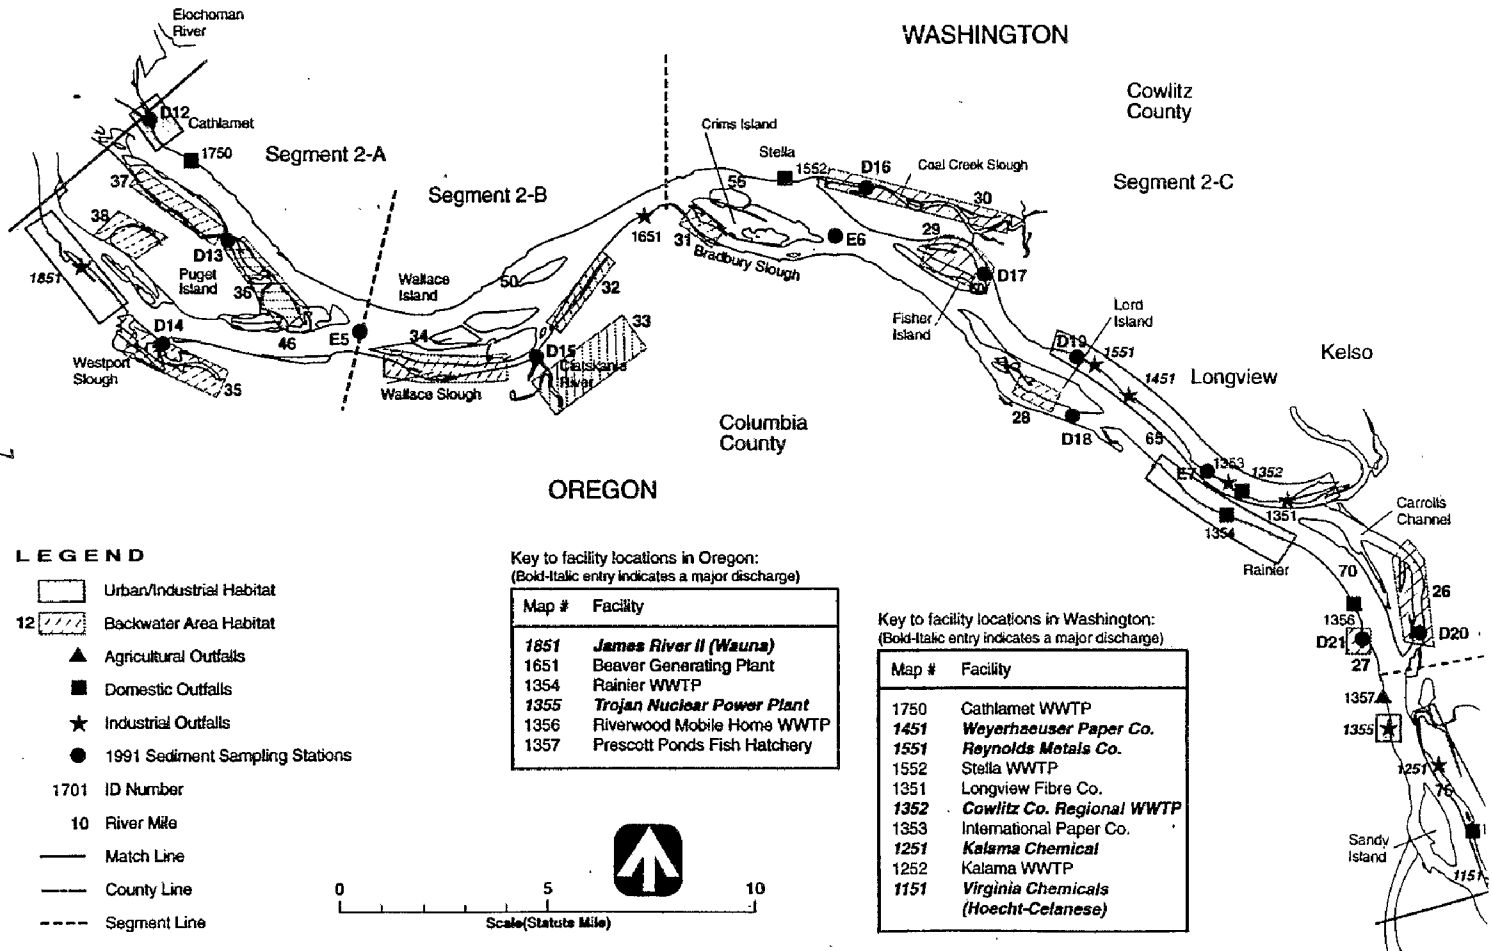 Elochoman
River
WASHINGTON
Cowlitz
County
D12
Cathlamet
1750
Segment 2-A
Segment 2-B
Segment 2-C
Crims Island
Stella
1552
D16
Coal Creek Slough
30
37
38
D13
Puget
Island
36
1851
D14
Westport
Slough
35
46
E5
Wallace
Island
50
34
Wallace Slough
32
33
D15
Clatskanie
River
1651
31
Bradbury Slough
E6
29
D17
Fisher
Island
Lord
Island
D19
1551
1451
Longview
Kelso
28
D18
65
Columbia
County
OREGON
E7
1353
1352
1351
1354
Rainier
Carrolls
Channel
70
26
1356
D21
D20
27
1357
1355
1251
Sandy
Island
1151
LEGEND
Urban/Industrial Habitat
12 Backwater Area Habitat
Agricultural Outfalls
Domestic Outfalls
Industrial Outfalls
1991 Sediment Sampling Stations
1701 ID Number
10 River Mile
Match Line
County Line
Segment Line
Key to facility locations in Oregon:
(Bold-Italic entry indicates a major discharge)
Map # Facility
1851 James River II (Wauna)
1651 Beaver Generating Plant
1354 Rainier WWTP
1355 Trojan Nuclear Power Plant
1356 Riverwood Mobile Home WWTP
1357 Prescott Ponds Fish Hatchery
Key to facility locations in Washington:
(Bold-Italic entry indicates a major discharge)
Map # Facility
1750 Cathlamet WWTP
1451 Weyerhaeuser Paper Co.
1551 Reynolds Metals Co.
1552 Stella WWTP
1351 Longview Fibre Co.
1352 Cowlitz Co. Regional WWTP
1353 International Paper Co.
1251 Kalama Chemical
1252 Kalama WWTP
1151 Virginia Chemicals
(Hoecht-Celanese)
0 5 10
Scale(Statuts Mile)